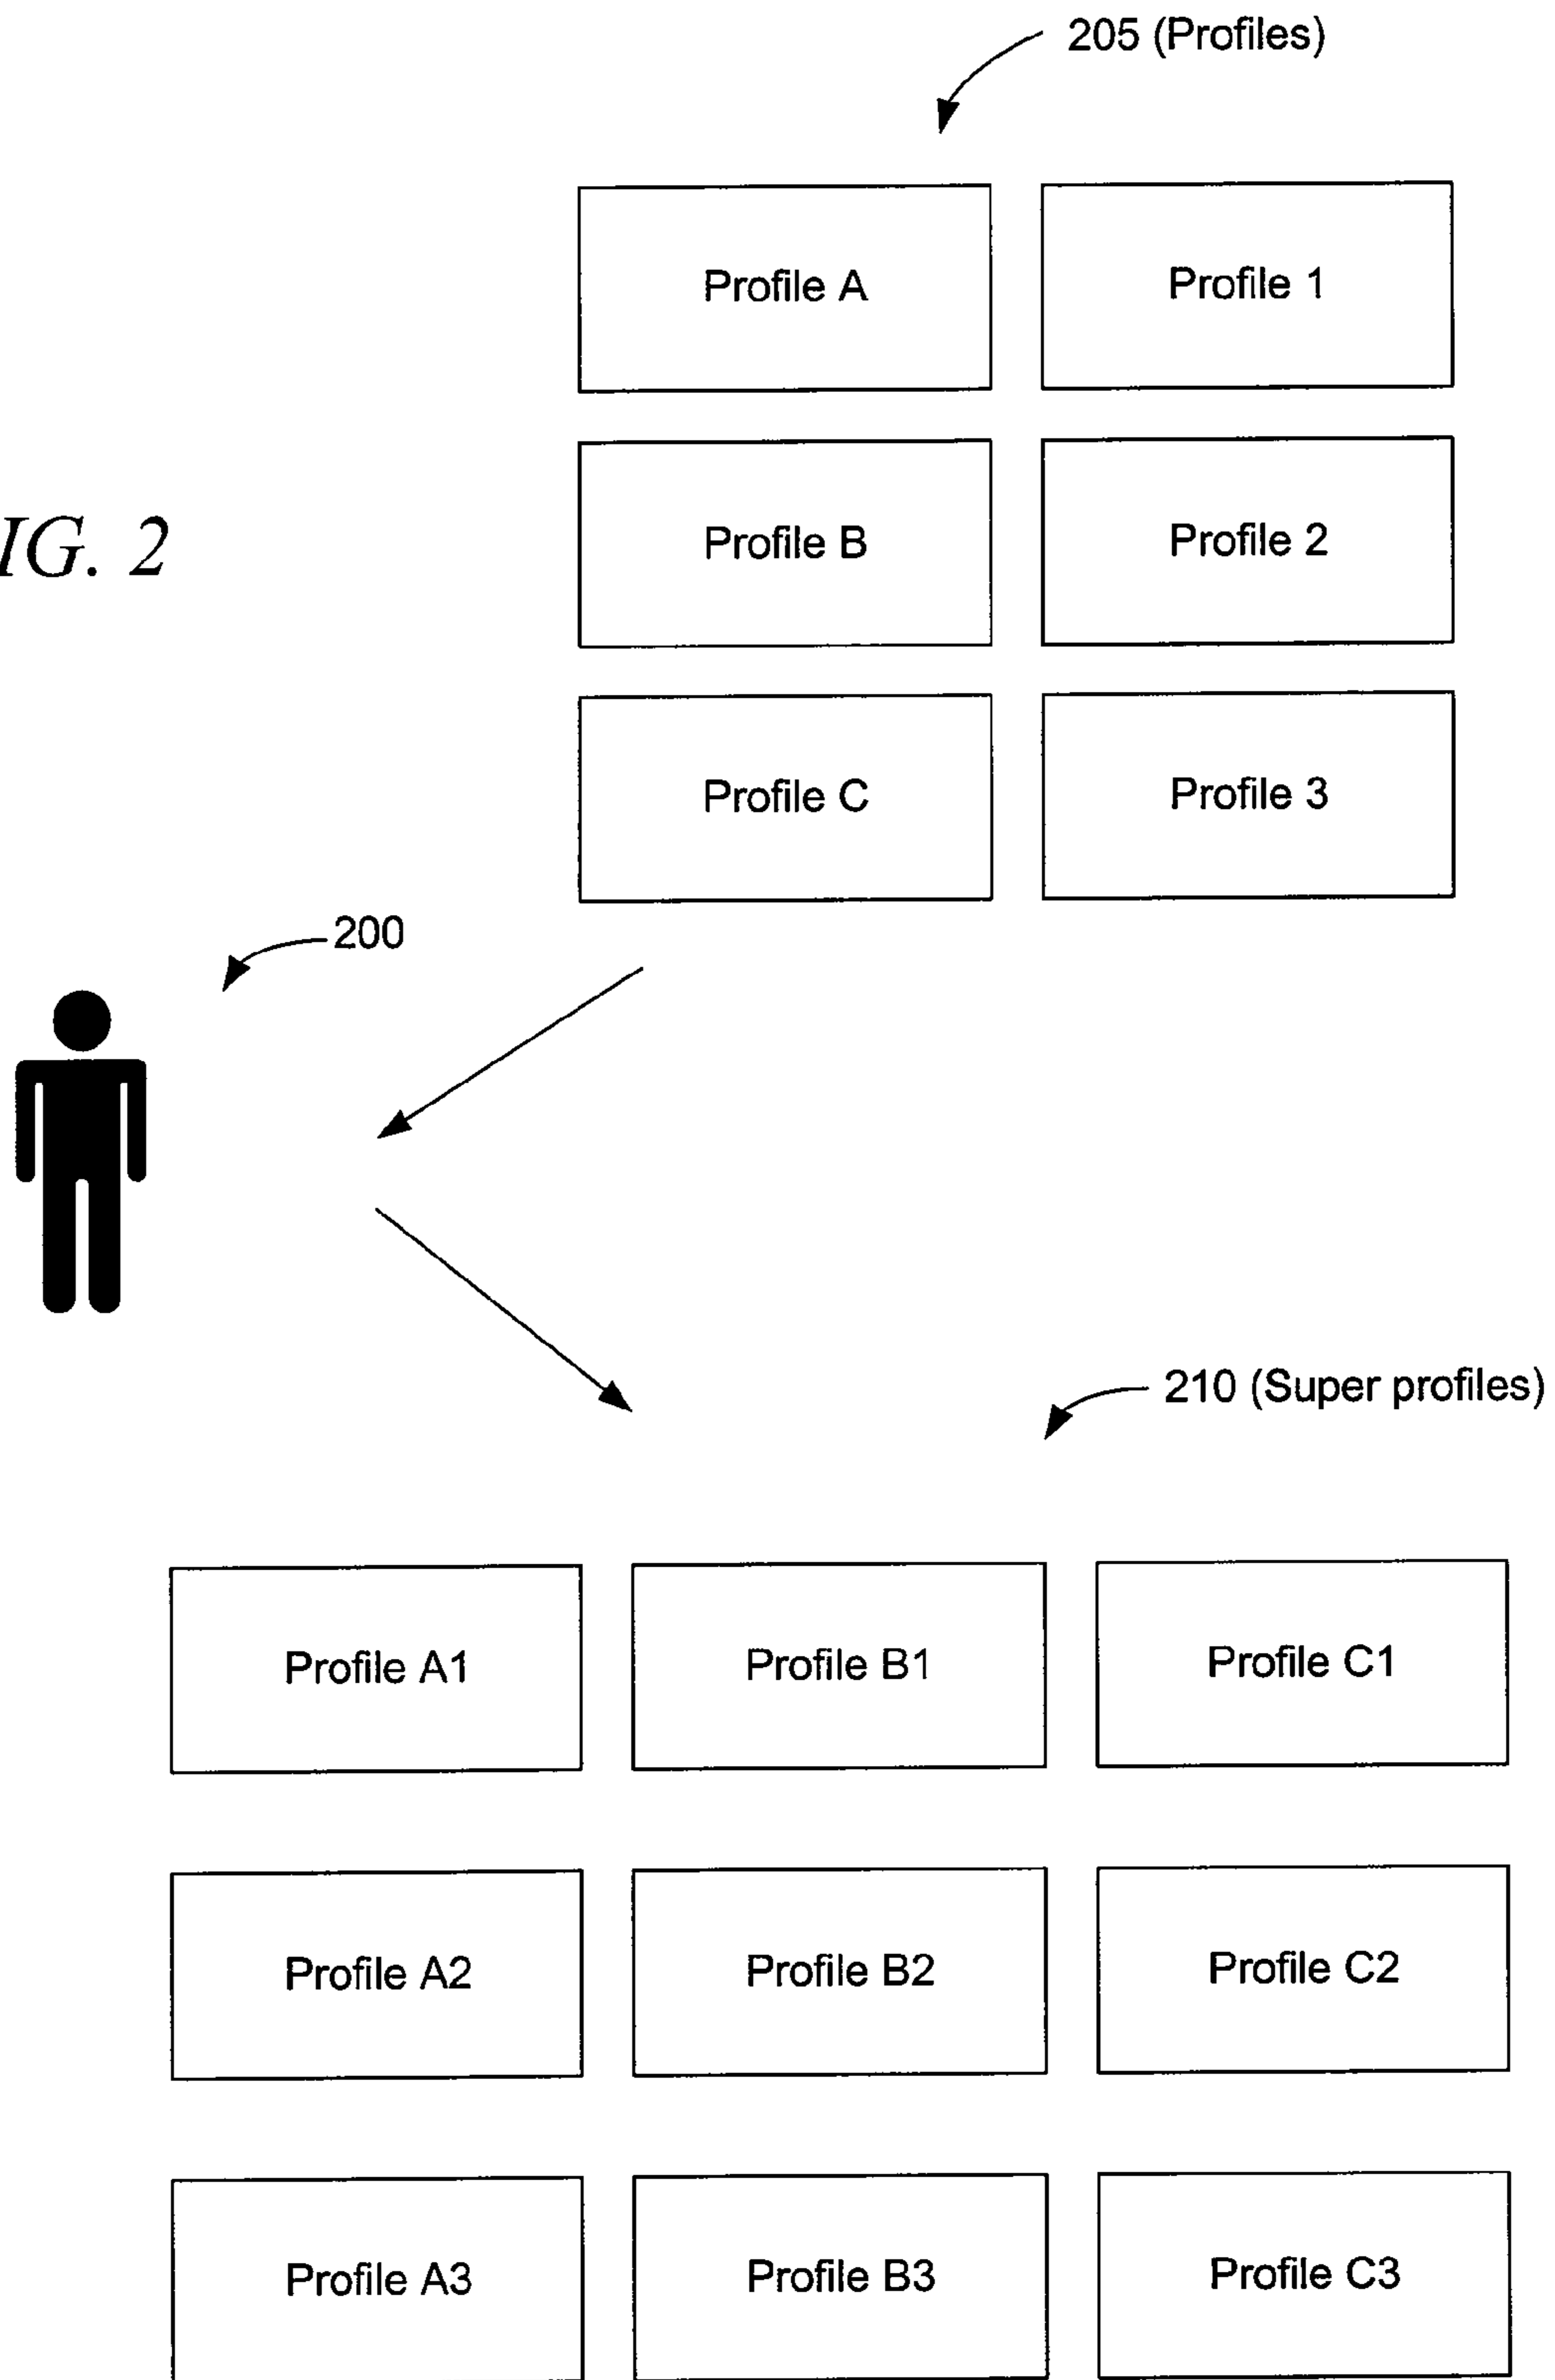 205 (Profiles)
Profile A
Profile 1
IG. 2
Profile B
Profile 2
Profile C
Profile 3
200
210 (Super profiles)
Profile A1
Profile B1
Profile C1
Profile A2
Profile B2
Profile C2
Profile A3
Profile B3
Profile C3